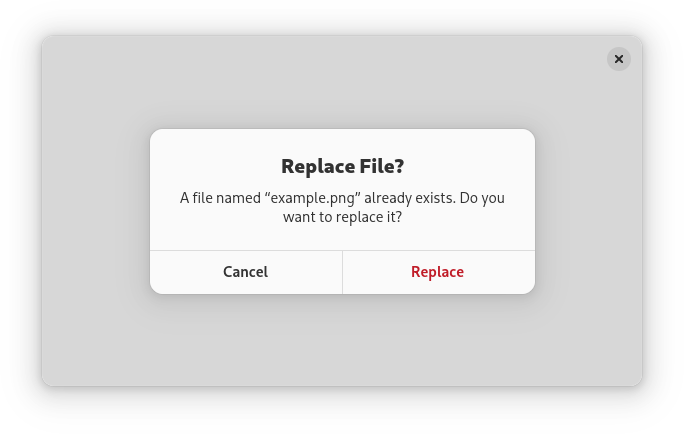 Replace File?
A file named “example.png” already exists. Do you
want to replace it?
Cancel
Replace